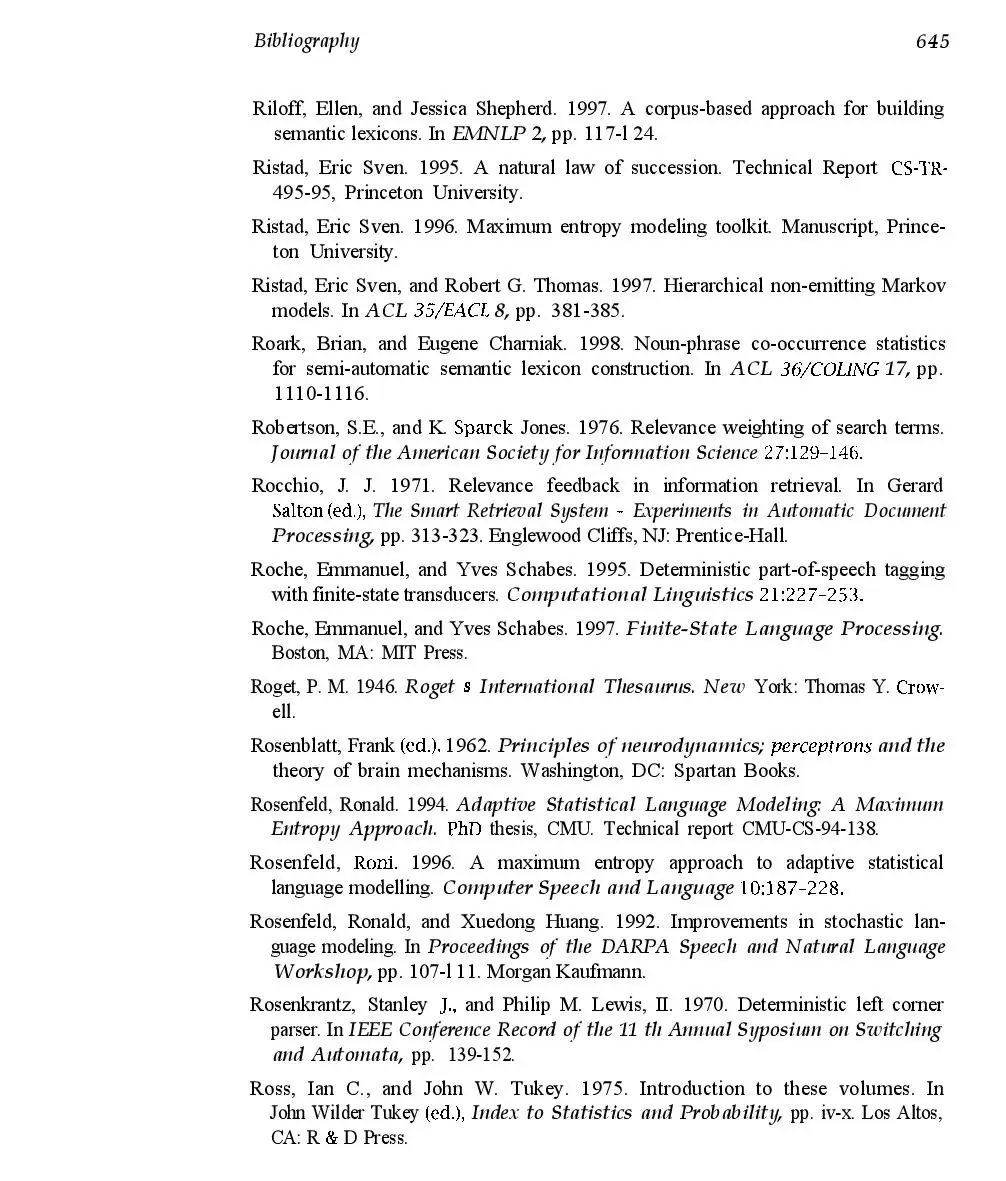 Bibliography 645
Riloff, Ellen, and Jessica Shepherd. 1997. A corpus-based approach for building
semantic lexicons. In EMNLP 2, pp. 117-l 24.
Ristad, Eric Sven. 1995. A natural law of succession. Technical Report CS-TR-
495-95, Princeton University.
Ristad, Eric Sven. 1996. Maximum entropy modeling toolkit. Manuscript, Prince-
ton University.
Ristad, Eric Sven, and Robert G. Thomas. 1997. Hierarchical non-emitting Markov
models. In ACL 35/EACL 8, pp. 381-385.
Roark, Brian, and Eugene Charniak. 1998. Noun-phrase co-occurrence statistics
for semi-automatic semantic lexicon construction. In ACL 36/COLING 17, pp.
1110-1116.
Robertson, S.E., and K. Sparck Jones. 1976. Relevance weighting of search terms.
Journal of the American Society for Information Science 27:129–146.
Rocchio, J. J. 1971. Relevance feedback in information retrieval. In Gerard
Salton (ed.), The Smart Retrieval System - Experiments in Automatic Document
Processing, pp. 313-323. Englewood Cliffs, NJ: Prentice-Hall.
Roche, Emmanuel, and Yves Schabes. 1995. Deterministic part-of-speech tagging
with finite-state transducers. Computational Linguistics 21:227–253.
Roche, Emmanuel, and Yves Schabes. 1997. Finite-State Language Processing.
Boston, MA: MIT Press.
Roget, P. M. 1946. Roget s International Thesaurus. New York: Thomas Y. Crow-
ell.
Rosenblatt, Frank (ed.). 1962. Principles of neurodynamics; perceptrons and the
theory of brain mechanisms. Washington, DC: Spartan Books.
Rosenfeld, Ronald. 1994. Adaptive Statistical Language Modeling: A Maximum
Entropy Approach. PhD thesis, CMU. Technical report CMU-CS-94-138.
Rosenfeld, Roni. 1996. A maximum entropy approach to adaptive statistical
language modelling. Computer Speech and Language 10:187–228.
Rosenfeld, Ronald, and Xuedong Huang. 1992. Improvements in stochastic lan-
guage modeling. In Proceedings of the DARPA Speech and Natural Language
Workshop, pp. 107-l 11. Morgan Kaufmann.
Rosenkrantz, Stanley J., and Philip M. Lewis, II. 1970. Deterministic left corner
parser. In IEEE Conference Record of the 11 th Annual Syposium on Switching
and Automata, pp. 139-152.
Ross, Ian C., and John W. Tukey. 1975. Introduction to these volumes. In
John Wilder Tukey (ed.), Index to Statistics and Probability, pp. iv-x. Los Altos,
CA: R & D Press.